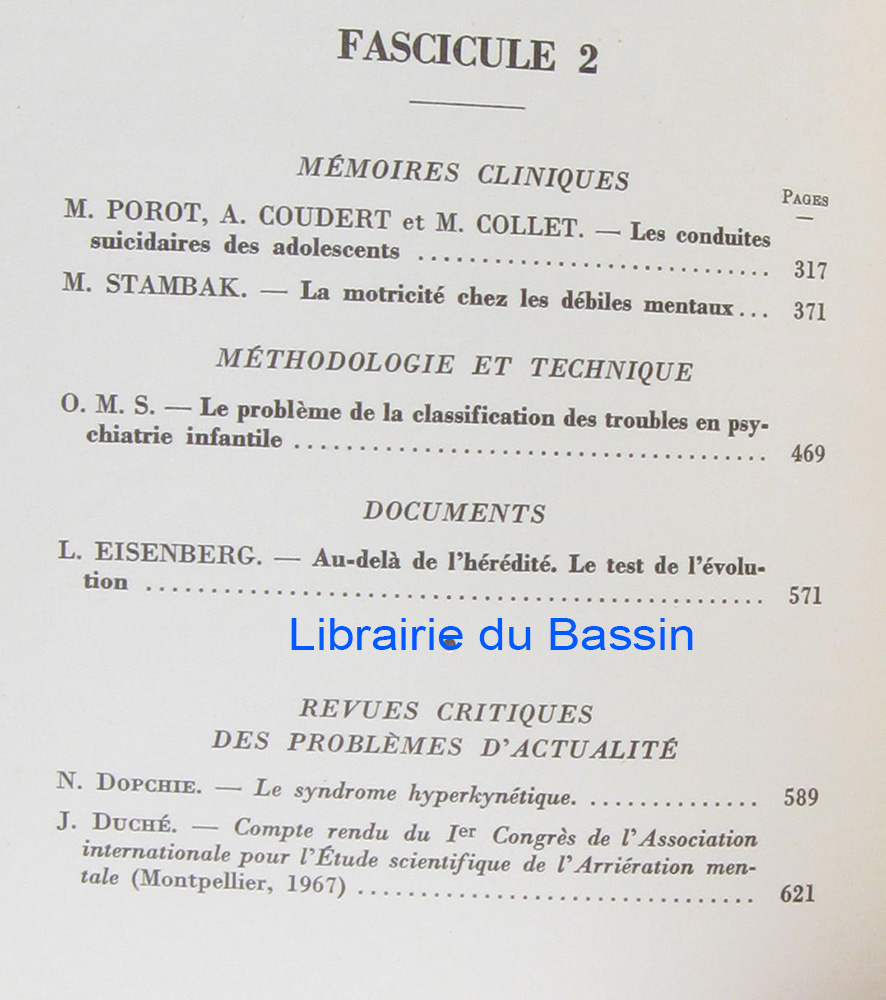 FASCICULE 2
MÉMOIRES CLINIQUES
PAGES
M. POROT, A. COUDERT et M. COLLET. — Les conduites
suicidaires des adolescents .............................. 317
M. STAMBAK. — La motricité chez les débiles mentaux... 371
MÉTHODOLOGIE ET TECHNIQUE
O. M. S. — Le problème de la classification des troubles en psy-
chiatrie infantile ....................................... 469
DOCUMENTS
L. EISENBERG. — Au-delà de l'hérédité. Le test de l'évolu-
tion .................................................... 571
Librairie du Bassin
REVUES CRITIQUES
DES PROBLÈMES D'ACTUALITÉ
N. DOPCHIE. — Le syndrome hyperkynétique. .............. 589
J. DUCHÉ. — Compte rendu du Ier Congrès de l'Association
internationale pour l'Étude scientifique de l'Arriération men-
tale (Montpellier, 1967) ................................. 621